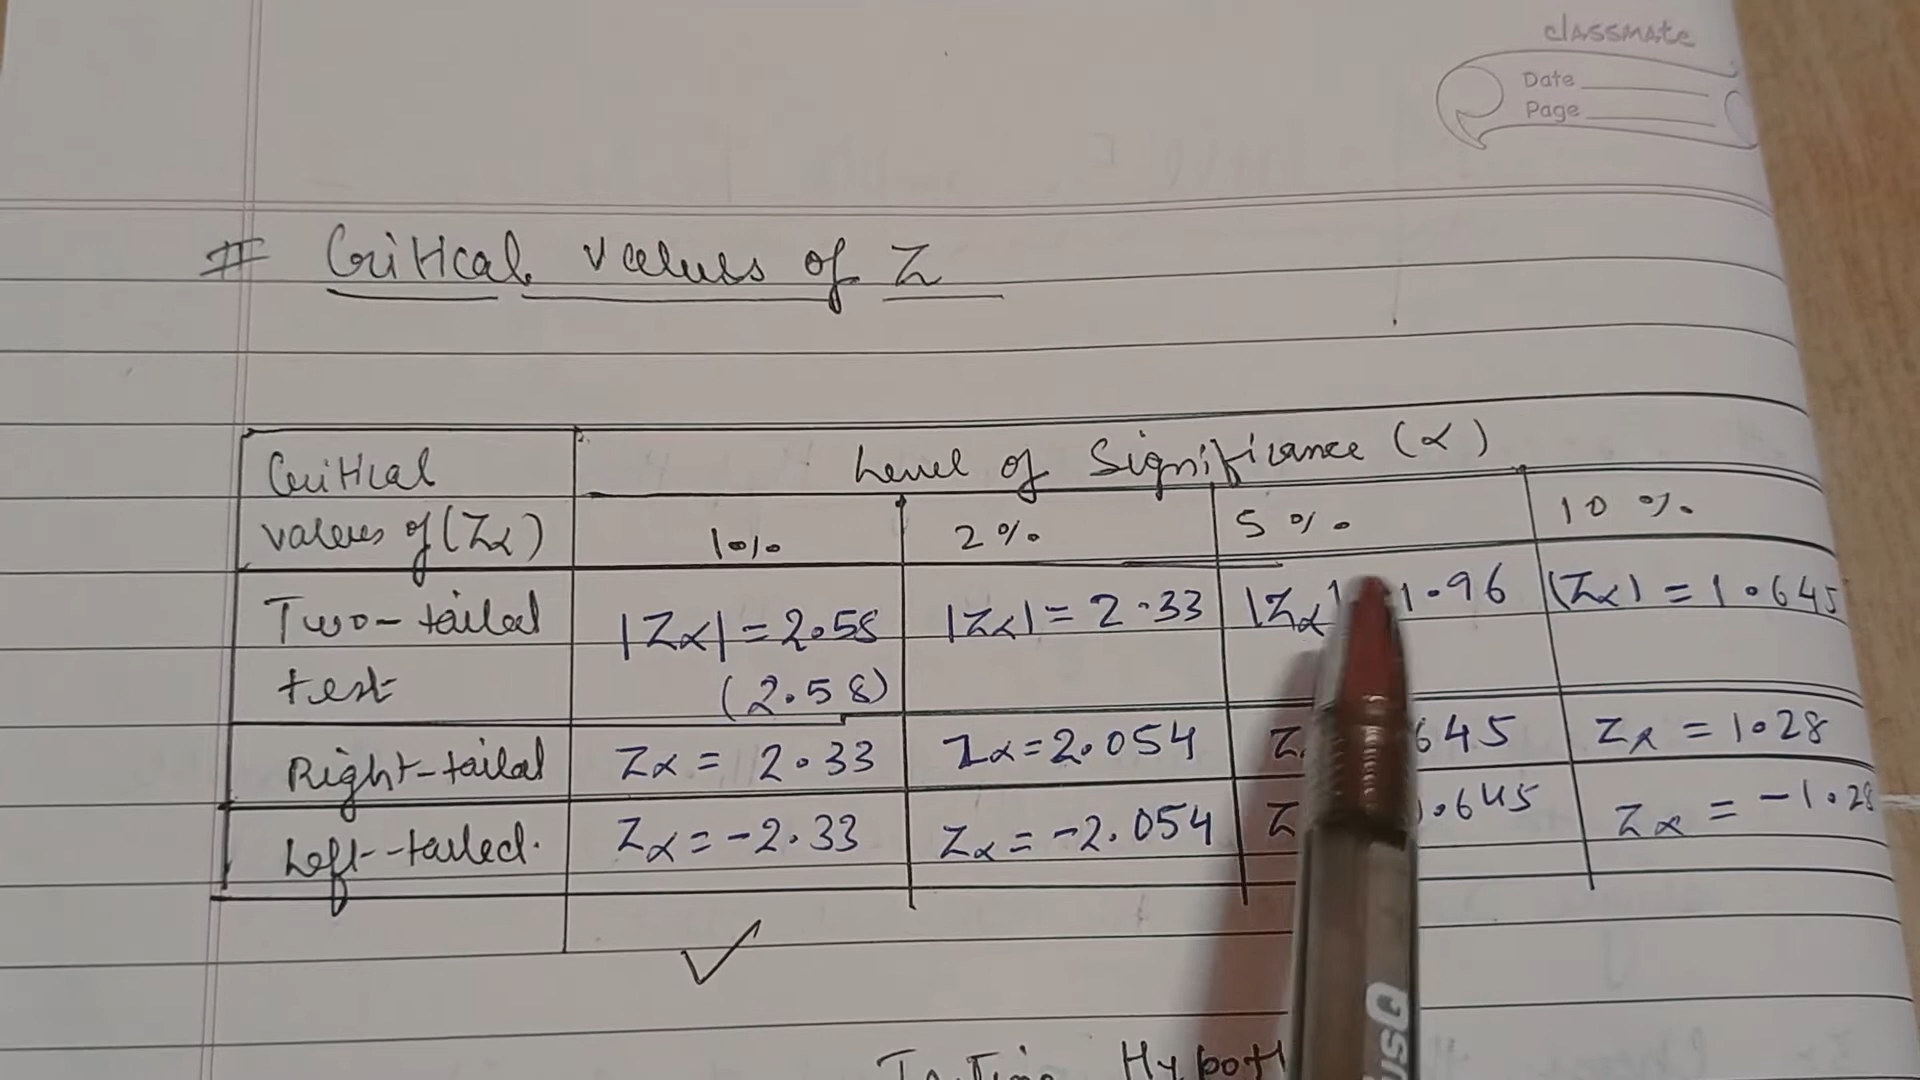 classmate
Date
Page
# Critical values of Z
Critical values of (Zα)
Level of Significance (α)
1% 2% 5% 10 %
Two-tailed test |Zα| = 2.58 (2.58) |Zα| = 2.33 |Zα| 1.96 |Zα| = 1.645
Right-tailed Zα = 2.33 Zα = 2.054 Z 645 Zα = 1.28
Left-tailed. Zα = -2.33 Zα = -2.054 Z .645 Zα = -1.28